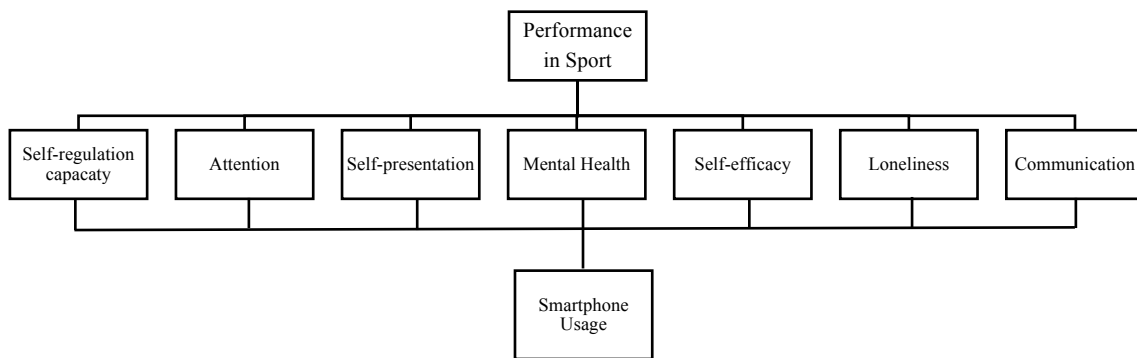 Performance
in Sport
Self-regulation
capacaty
Attention
Self-presentation
Mental Health
Self-efficacy
Loneliness
Communication
Smartphone
Usage